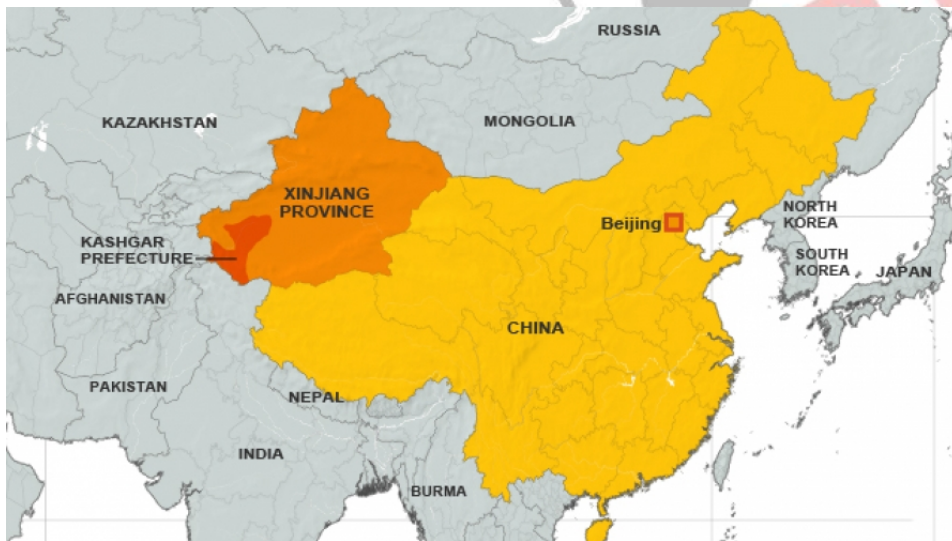 RUSSIA
KAZAKHSTAN
MONGOLIA
XINJIANG
PROVINCE
NORTH
KOREA
Beijing
KASHGAR
PREFECTURE
SOUTH
KOREA
JAPAN
AFGHANISTAN
CHINA
PAKISTAN
NEPAL
INDIA
BURMA